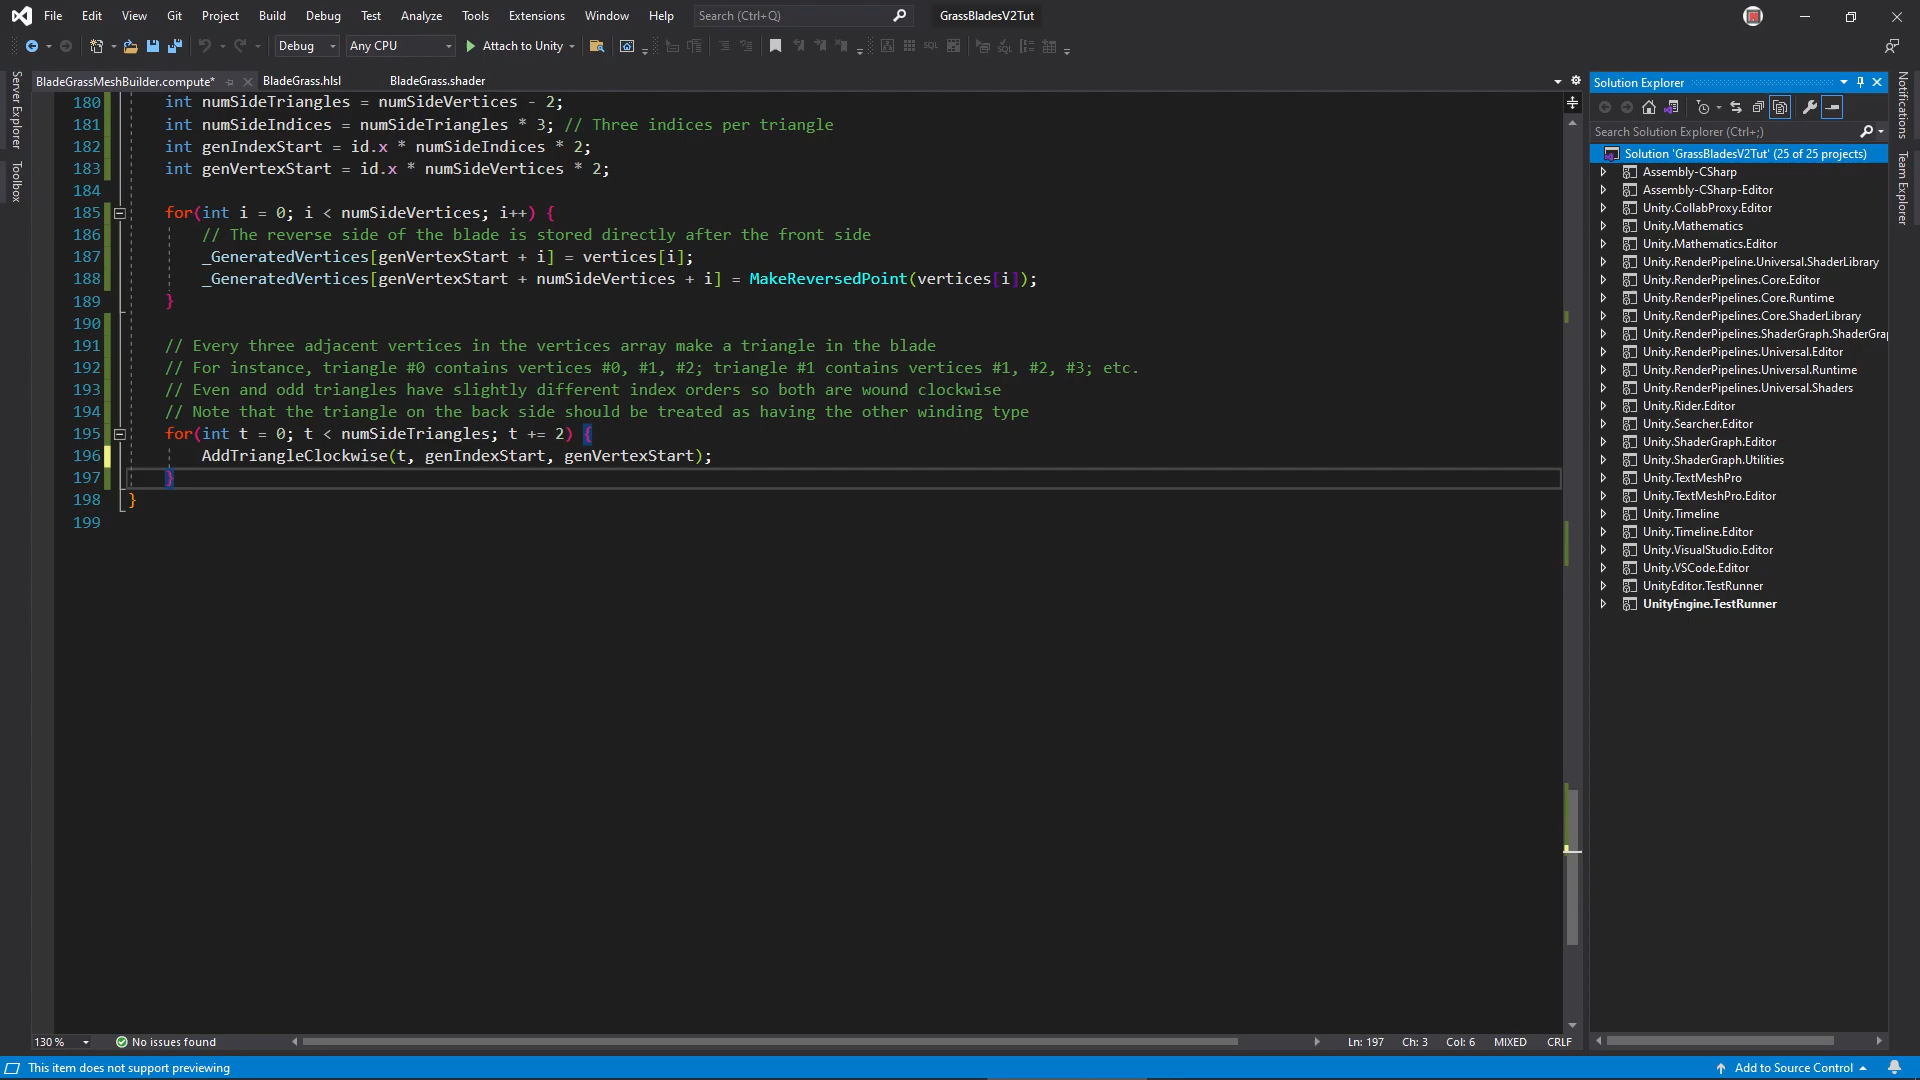 File Edit View Git Project Build Debug Test Analyze Tools Extensions Window Help Search (Ctrl+Q) GrassBladesV2Tut
Debug Any CPU Attach to Unity
BladeGrassMeshBuilder.compute* BladeGrass.hlsl BladeGrass.shader
Server Explorer
Toolbox
180 int numSideTriangles = numSideVertices - 2;
181 int numSideIndices = numSideTriangles * 3; // Three indices per triangle
182 int genIndexStart = id.x * numSideIndices * 2;
183 int genVertexStart = id.x * numSideVertices * 2;
184
185 for(int i = 0; i < numSideVertices; i++) {
186 // The reverse side of the blade is stored directly after the front side
187 _GeneratedVertices[genVertexStart + i] = vertices[i];
188 _GeneratedVertices[genVertexStart + numSideVertices + i] = MakeReversedPoint(vertices[i]);
189 }
190
191 // Every three adjacent vertices in the vertices array make a triangle in the blade
192 // For instance, triangle #0 contains vertices #0, #1, #2; triangle #1 contains vertices #1, #2, #3; etc.
193 // Even and odd triangles have slightly different index orders so both are wound clockwise
194 // Note that the triangle on the back side should be treated as having the other winding type
195 for(int t = 0; t < numSideTriangles; t += 2) {
196 AddTriangleClockwise(t, genIndexStart, genVertexStart);
197 }
198 }
199
130 % No issues found Ln: 197 Ch: 3 Col: 6 MIXED CRLF
Solution Explorer
Search Solution Explorer (Ctrl+;)
Solution 'GrassBladesV2Tut' (25 of 25 projects)
Assembly-CSharp
Assembly-CSharp-Editor
Unity.CollabProxy.Editor
Unity.Mathematics
Unity.Mathematics.Editor
Unity.RenderPipeline.Universal.ShaderLibrary
Unity.RenderPipelines.Core.Editor
Unity.RenderPipelines.Core.Runtime
Unity.RenderPipelines.Core.ShaderLibrary
Unity.RenderPipelines.ShaderGraph.ShaderGra
Unity.RenderPipelines.Universal.Editor
Unity.RenderPipelines.Universal.Runtime
Unity.RenderPipelines.Universal.Shaders
Unity.Rider.Editor
Unity.Searcher.Editor
Unity.ShaderGraph.Editor
Unity.ShaderGraph.Utilities
Unity.TextMeshPro
Unity.TextMeshPro.Editor
Unity.Timeline
Unity.Timeline.Editor
Unity.VisualStudio.Editor
Unity.VSCode.Editor
UnityEditor.TestRunner
UnityEngine.TestRunner
Notifications
Team Explorer
This item does not support previewing Add to Source Control